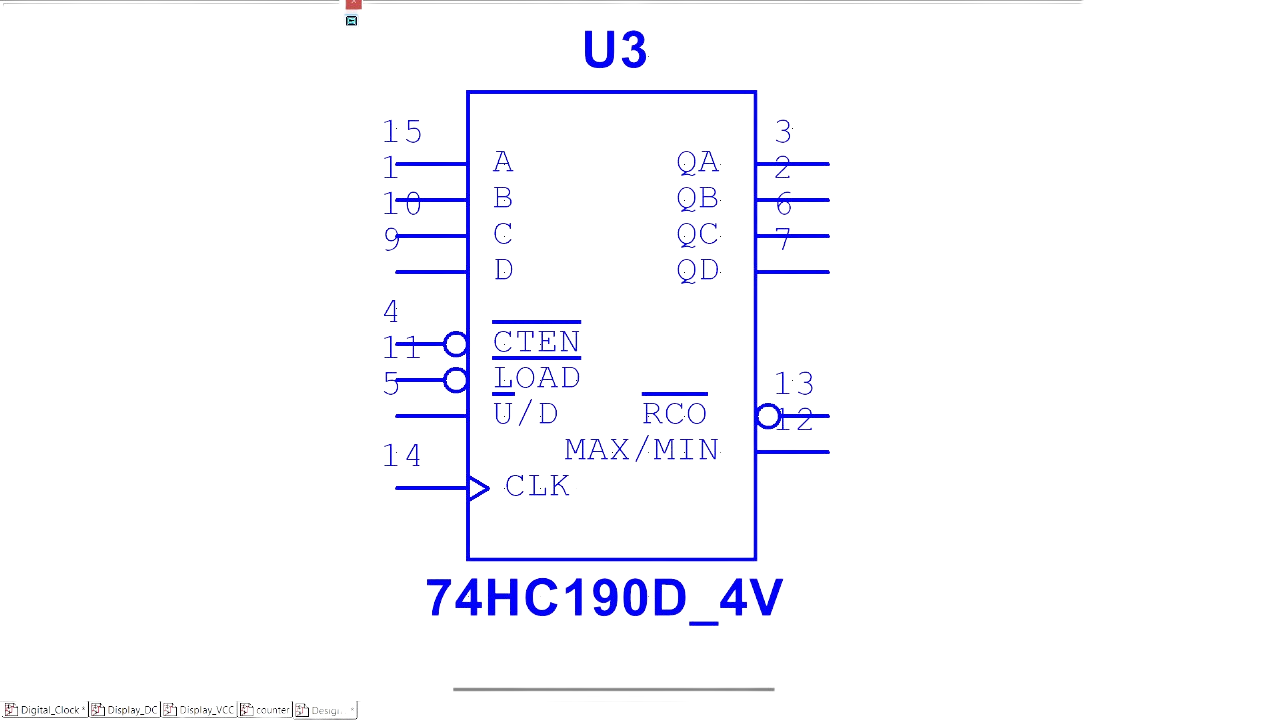 U3
15 3
A QA
1 2
B QB
10 6
C QC
9 7
D QD
4
CTEN
11
LOAD
5 13
U/D RCO
12
MAX/MIN
14
CLK
74HC190D_4V
Digital_Clock * Display_DC Display_VCC counter Design *